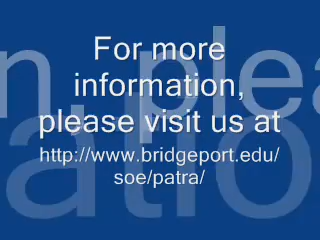 For more
information,
please visit us at
http://www.bridgeport.edu/
soe/patra/